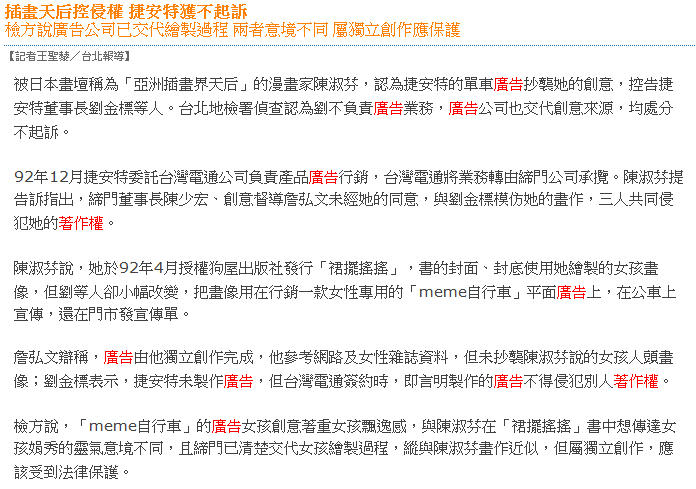 插畫天后控侵權 捷安特獲不起訴
檢方說廣告公司已交代繪製過程 兩者意境不同 屬獨立創作應保護
【記者王聖藜／台北報導】
被日本畫壇稱為「亞洲插畫界天后」的漫畫家陳淑芬，認為捷安特的單車廣告抄襲她的創意，控告捷
安特董事長劉金標等人。台北地檢署偵查認為劉不負責廣告業務，廣告公司也交代創意來源，均處分
不起訴。
92年12月捷安特委託台灣電通公司負責產品廣告行銷，台灣電通將業務轉由締門公司承攬。陳淑芬提
告訴指出，締門董事長陳少宏、創意督導詹弘文未經她的同意，與劉金標模仿她的畫作，三人共同侵
犯她的著作權。
陳淑芬說，她於92年4月授權狗屋出版社發行「裙擺搖搖」，書的封面、封底使用她繪製的女孩畫
像，但劉等人卻小幅改變，把畫像用在行銷一款女性專用的「meme自行車」平面廣告上，在公車上
宣傳，還在門市發宣傳單。
詹弘文辯稱，廣告由他獨立創作完成，他參考網路及女性雜誌資料，但未抄襲陳淑芬說的女孩人頭畫
像；劉金標表示，捷安特未製作廣告，但台灣電通簽約時，即言明製作的廣告不得侵犯別人著作權。
檢方說，「meme自行車」的廣告女孩創意著重女孩飄逸感，與陳淑芬在「裙擺搖搖」書中想傳達女
孩娟秀的靈氣意境不同，且締門已清楚交代女孩繪製過程，縱與陳淑芬畫作近似，但屬獨立創作，應
該受到法律保護。